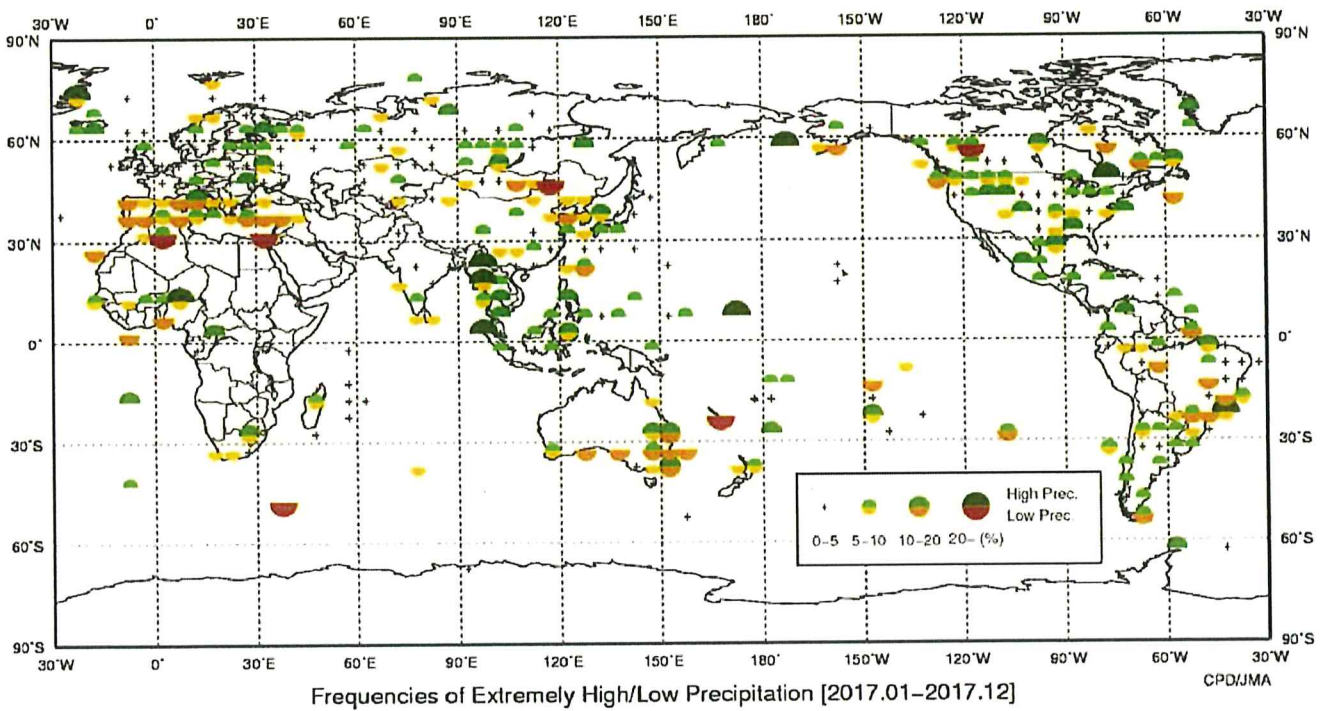 30˚W 0˚ 30˚E 60˚E 90˚E 120˚E 150˚E 180˚ 150˚W 120˚W 90˚W 60˚W 30˚W
90˚N 90˚N
60˚N 60˚N
30˚N 30˚N
0˚ 0˚
30˚S 30˚S
High Prec.
Low Prec.
0-5 5-10 10-20 20- (%)
60˚S 60˚S
90˚S 90˚S
30˚W 0˚ 30˚E 60˚E 90˚E 120˚E 150˚E 180˚ 150˚W 120˚W 90˚W 60˚W 30˚W
CPD/JMA
Frequencies of Extremely High/Low Precipitation [2017.01-2017.12]